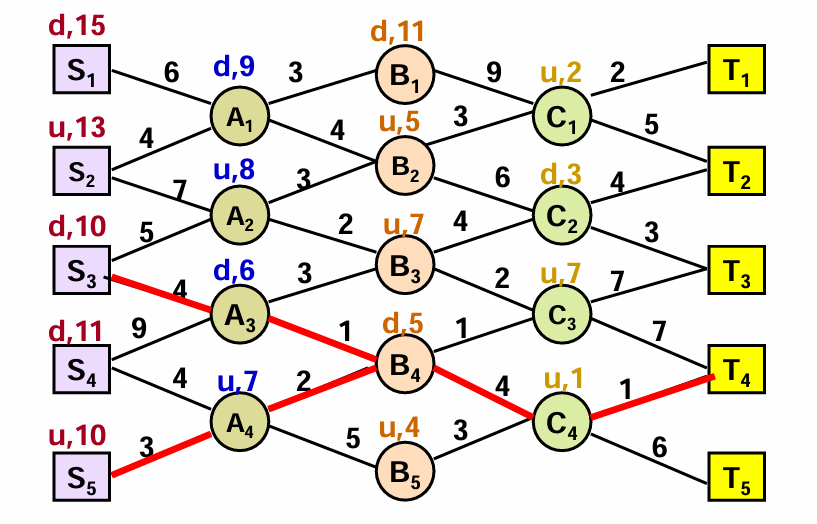 d,15
S1
6
d,9
A1
3
d,11
B1
9
u,2
C1
2
T1
u,13
S2
4
7
4
u,5
B2
3
5
T2
u,8
A2
3
6
d,3
C2
4
d,10
S3
5
2
u,7
B3
4
3
T3
4
d,6
A3
3
2
u,7
C3
7
d,11
S4
9
1
d,5
B4
1
7
T4
4
u,7
A4
2
4
u,1
C4
1
u,10
S5
3
5
u,4
B5
3
6
T5